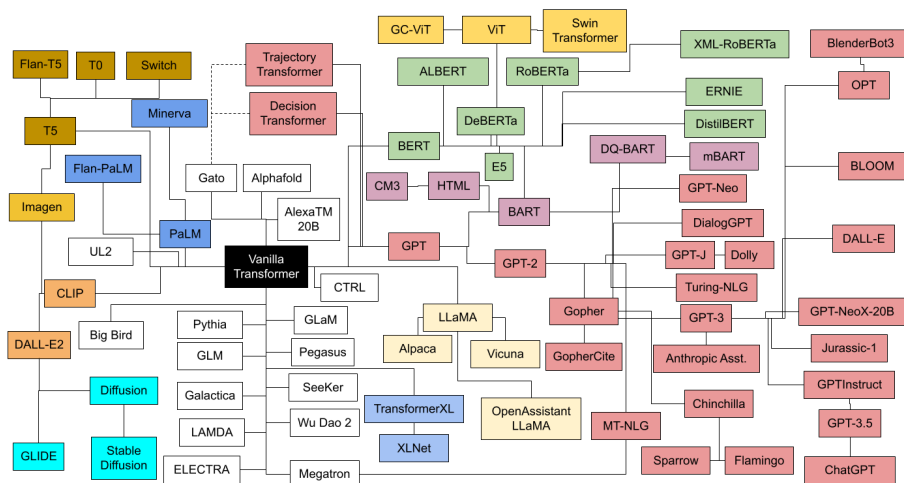 GC-ViT
ViT
Swin
Transformer
XML-RoBERTa
BlenderBot3
Flan-T5
T0
Switch
Trajectory
Transformer
ALBERT
RoBERTa
OPT
Minerva
Decision
Transformer
ERNIE
T5
DeBERTa
DistilBERT
BERT
DQ-BART
mBART
Flan-PaLM
E5
BLOOM
Gato
Alphafold
CM3
HTML
GPT-Neo
Imagen
AlexaTM
20B
BART
DialogGPT
PaLM
DALL-E
UL2
Vanilla
Transformer
GPT
GPT-2
GPT-J
Dolly
CLIP
CTRL
Turing-NLG
Big Bird
Pythia
GLaM
LLaMA
Gopher
GPT-3
GPT-NeoX-20B
DALL-E2
GLM
Pegasus
Alpaca
Vicuna
GopherCite
Anthropic Asst.
Jurassic-1
Diffusion
Galactica
SeeKer
GPTInstruct
TransformerXL
OpenAssistant
LLaMA
Chinchilla
LAMDA
Wu Dao 2
MT-NLG
GPT-3.5
GLIDE
Stable
Diffusion
XLNet
ELECTRA
Megatron
Sparrow
Flamingo
ChatGPT